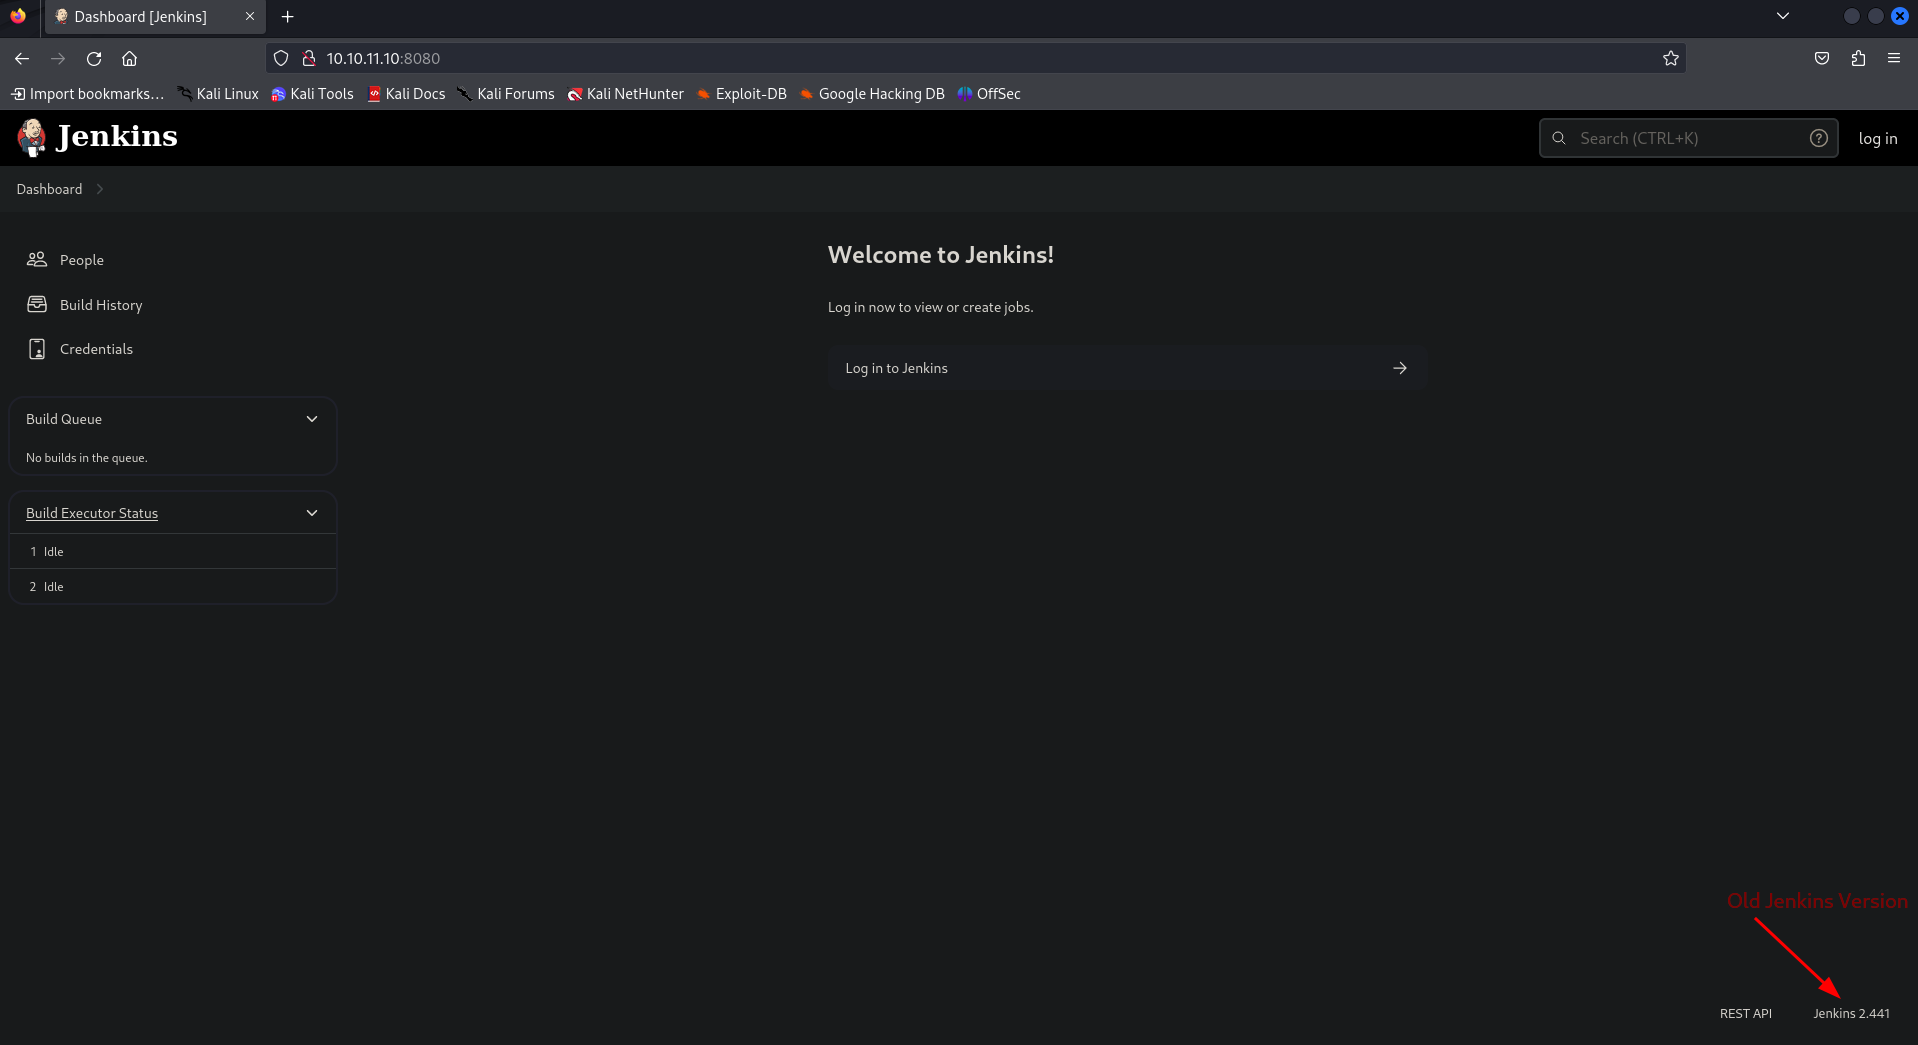 Dashboard [Jenkins]
10.10.11.10:8080
Import bookmarks... Kali Linux Kali Tools Kali Docs Kali Forums Kali NetHunter Exploit-DB Google Hacking DB OffSec
Jenkins
Search (CTRL+K)
log in
Dashboard
People
Build History
Credentials
Build Queue
No builds in the queue.
Build Executor Status
1 Idle
2 Idle
Welcome to Jenkins!
Log in now to view or create jobs.
Log in to Jenkins
Old Jenkins Version
REST API Jenkins 2.441